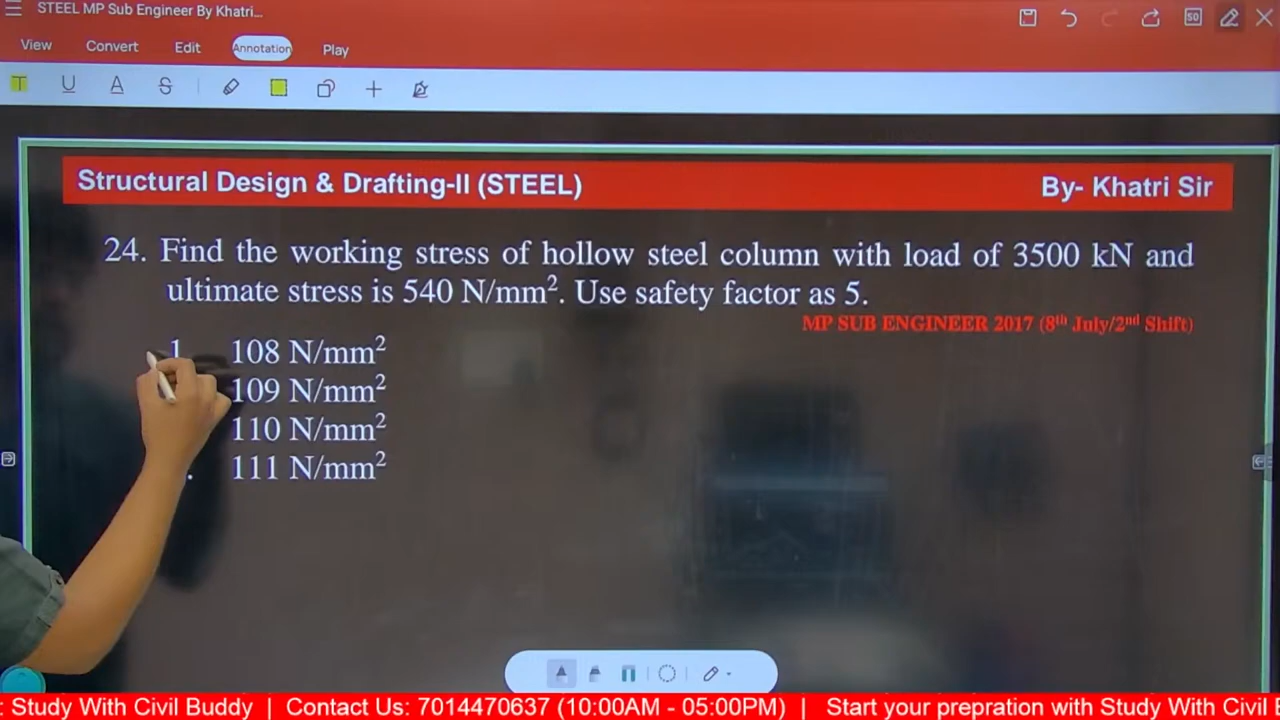 STEEL MP Sub Engineer By Khatri...
50
View Convert Edit Annotation Play
T U A S
Structural Design & Drafting-II (STEEL) By- Khatri Sir
24. Find the working stress of hollow steel column with load of 3500 kN and
ultimate stress is 540 N/mm². Use safety factor as 5.
MP SUB ENGINEER 2017 (8th July/2nd Shift)
1. 108 N/mm²
109 N/mm²
110 N/mm²
. 111 N/mm²
: Study With Civil Buddy | Contact Us: 7014470637 (10:00AM - 05:00PM) | Start your prepration with Study With Civil